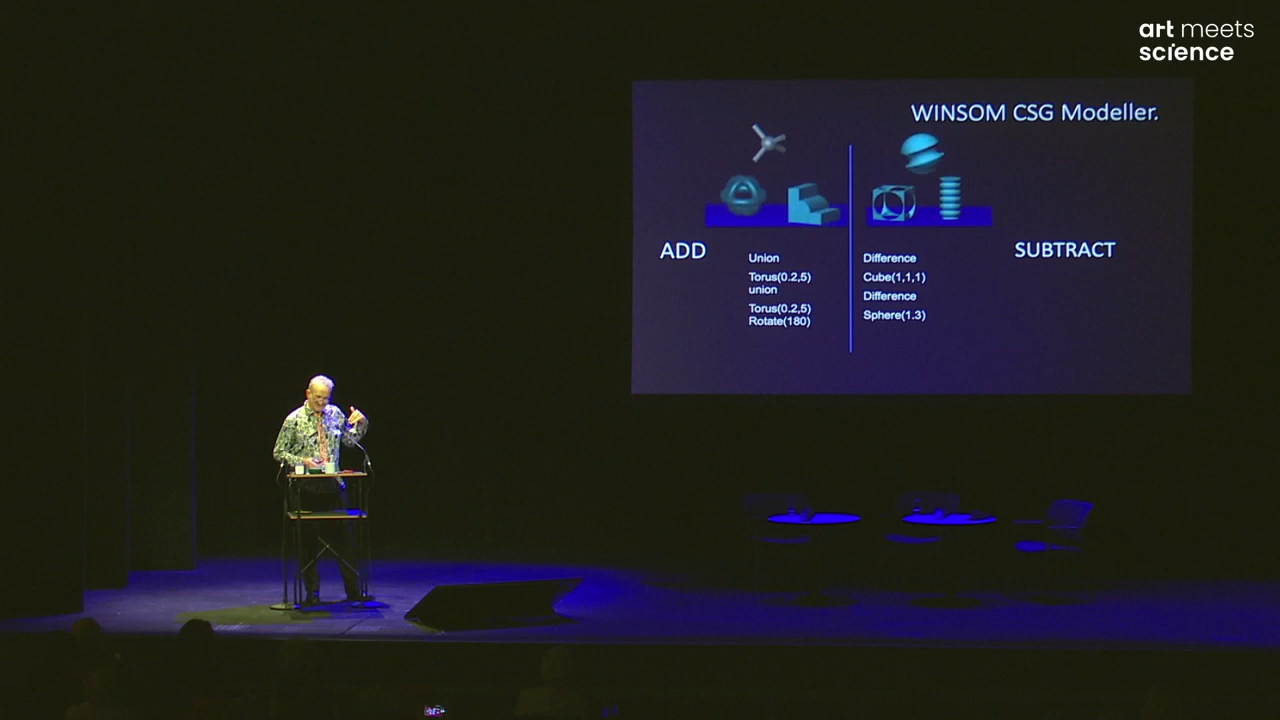 art meets
science
WINSOM CSG Modeller.
ADD
Union
Torus(0.2,5)
union
Torus(0.2,5)
Rotate(180)
Difference
Cube(1,1,1)
Difference
Sphere(1.3)
SUBTRACT